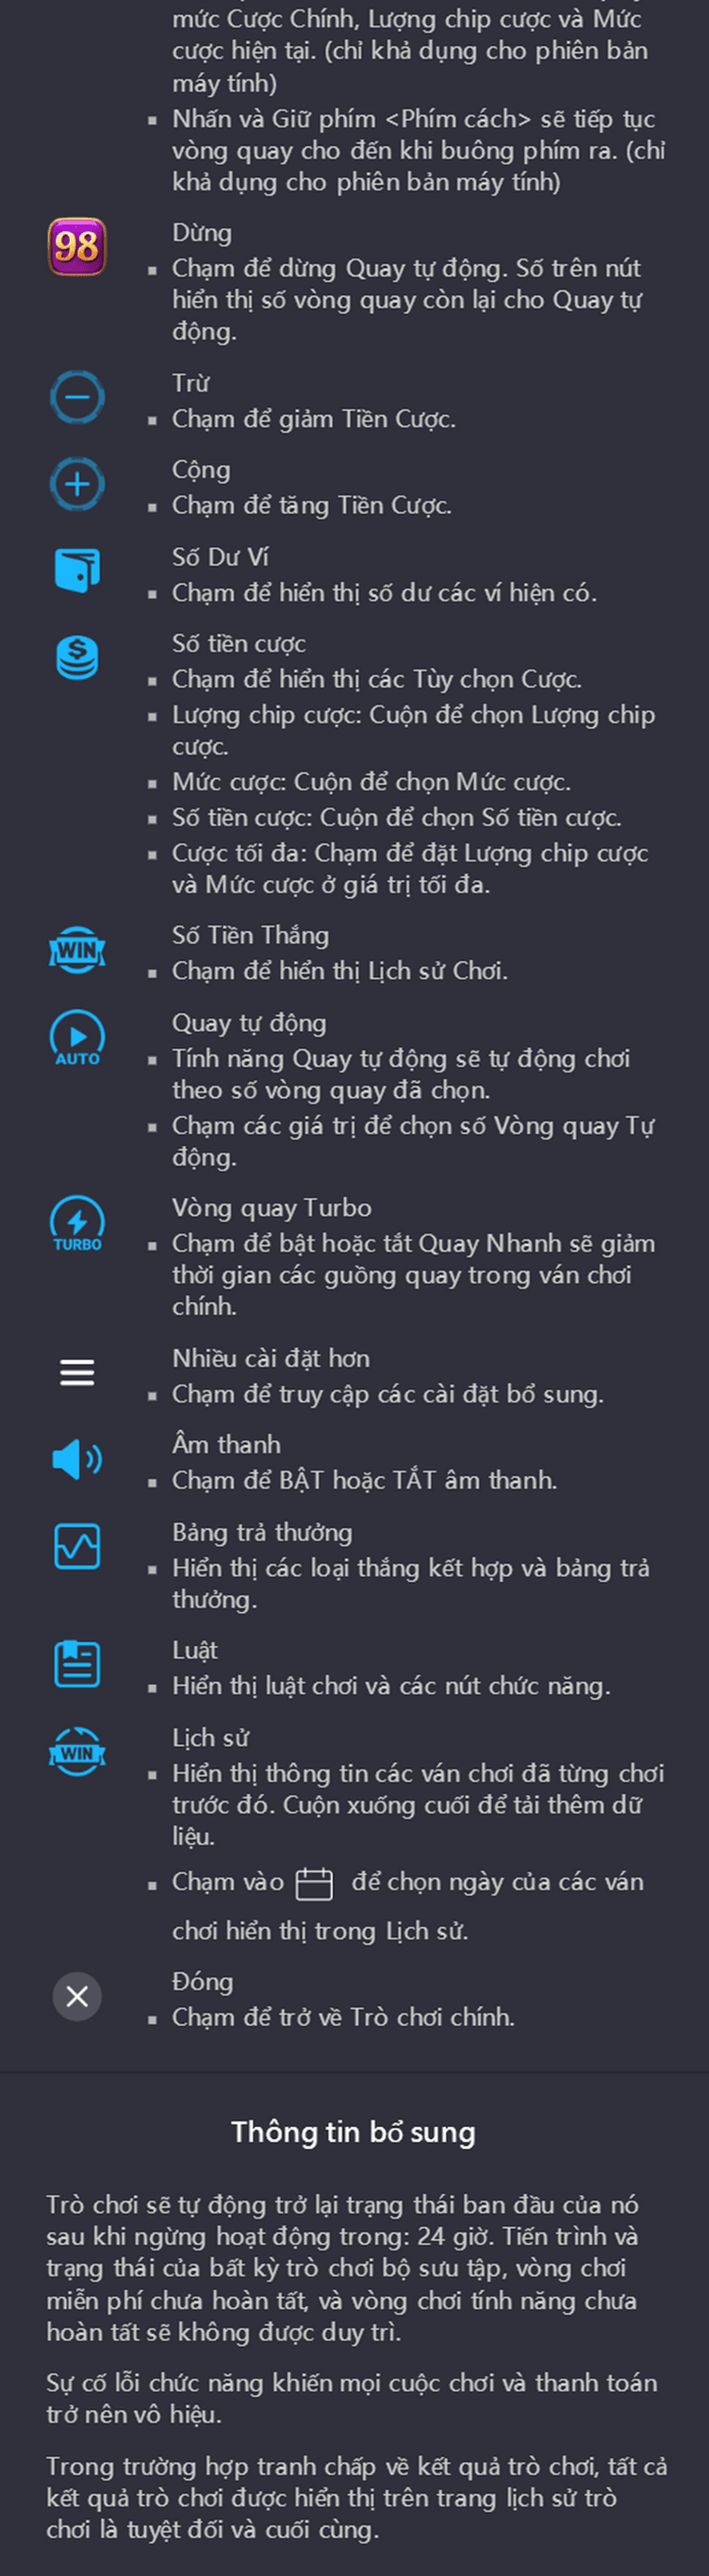 mức Cược Chính, Lượng chip cược và Mức
cược hiện tại. (chỉ khả dụng cho phiên bản
máy tính)
Nhấn và Giữ phím <Phím cách> sẽ tiếp tục
vòng quay cho đến khi buông phím ra. (chỉ
khả dụng cho phiên bản máy tính)
98
Dừng
Chạm để dừng Quay tự động. Số trên nút
hiển thị số vòng quay còn lại cho Quay tự
động.
Trừ
Chạm để giảm Tiền Cược.
Cộng
Chạm để tăng Tiền Cược.
Số Dư Ví
Chạm để hiển thị số dư các ví hiện có.
Số tiền cược
Chạm để hiển thị các Tùy chọn Cược.
Lượng chip cược: Cuộn để chọn Lượng chip
cược.
Mức cược: Cuộn để chọn Mức cược.
Số tiền cược: Cuộn để chọn Số tiền cược.
Cược tối đa: Chạm để đặt Lượng chip cược
và Mức cược ở giá trị tối đa.
WIN
Số Tiền Thắng
Chạm để hiển thị Lịch sử Chơi.
AUTO
Quay tự động
Tính năng Quay tự động sẽ tự động chơi
theo số vòng quay đã chọn.
Chạm các giá trị để chọn số Vòng quay Tự
động.
TURBO
Vòng quay Turbo
Chạm để bật hoặc tắt Quay Nhanh sẽ giảm
thời gian các guồng quay trong ván chơi
chính.
Nhiều cài đặt hơn
Chạm để truy cập các cài đặt bổ sung.
Âm thanh
Chạm để BẬT hoặc TẮT âm thanh.
Bảng trả thưởng
Hiển thị các loại thắng kết hợp và bảng trả
thưởng.
Luật
Hiển thị luật chơi và các nút chức năng.
WIN
Lịch sử
Hiển thị thông tin các ván chơi đã từng chơi
trước đó. Cuộn xuống cuối để tải thêm dữ
liệu.
Chạm vào để chọn ngày của các ván
chơi hiển thị trong Lịch sử.
Đóng
Chạm để trở về Trò chơi chính.
Thông tin bổ sung
Trò chơi sẽ tự động trở lại trạng thái ban đầu của nó
sau khi ngừng hoạt động trong: 24 giờ. Tiến trình và
trạng thái của bất kỳ trò chơi bộ sưu tập, vòng chơi
miễn phí chưa hoàn tất, và vòng chơi tính năng chưa
hoàn tất sẽ không được duy trì.
Sự cố lỗi chức năng khiến mọi cuộc chơi và thanh toán
trở nên vô hiệu.
Trong trường hợp tranh chấp về kết quả trò chơi, tất cả
kết quả trò chơi được hiển thị trên trang lịch sử trò
chơi là tuyệt đối và cuối cùng.